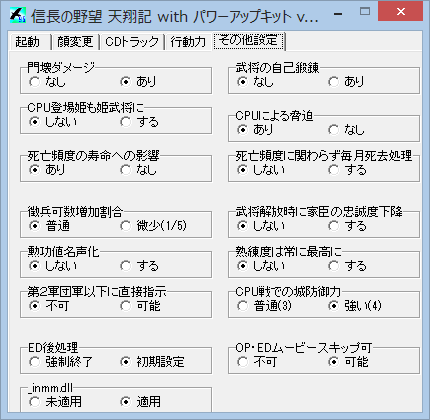 信長の野望 天翔記 with パワーアップキット v...
起動 顔変更 CDトラック 行動力 その他設定
門壊ダメージ
なし あり
武将の自己鍛錬
なし あり
CPU登場姫も姫武将に
しない する
CPUによる脅迫
あり なし
死亡頻度の寿命への影響
あり なし
死亡頻度に関わらず毎月死去処理
しない する
徴兵可数増加割合
普通 微少(1/5)
武将解放時に家臣の忠誠度下降
しない する
勲功値名声化
しない する
熟練度は常に最高に
しない する
第2軍団軍以下に直接指示
不可 可能
CPU戦での城防御力
普通(3) 強い(4)
ED後処理
強制終了 初期設定
OP・EDムービースキップ可
不可 可能
_inmm.dll
未適用 適用